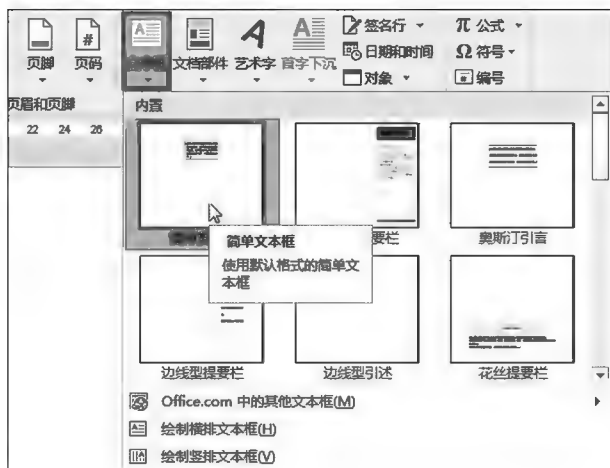 签名行
π 公式
日期和时间
Ω 符号
对象
# 编号
页脚
页码
文档部件
艺术字
首字下沉
页眉和页脚
22 24 26
内置
要栏
奥斯汀引言
简单文本框
使用默认格式的简单文
本框
边线型提要栏
边线型引述
花丝提要栏
Office.com 中的其他文本框(M)
绘制横排文本框(H)
绘制竖排文本框(V)